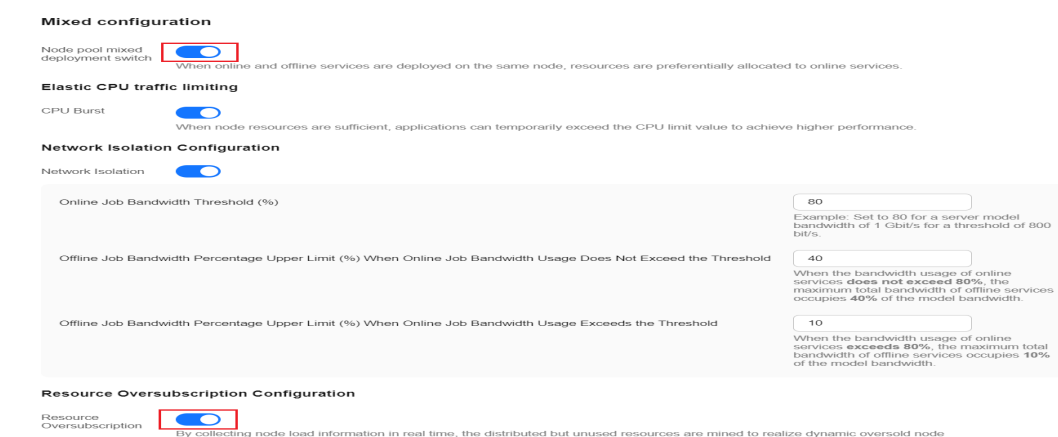 Mixed configuration
Node pool mixed
deployment switch
When online and offline services are deployed on the same node, resources are preferentially allocated to online services.
Elastic CPU traffic limiting
CPU Burst
When node resources are sufficient, applications can temporarily exceed the CPU limit value to achieve higher performance.
Network Isolation Configuration
Network Isolation
Online Job Bandwidth Threshold (%)
80
Example: Set to 80 for a server model
bandwidth of 1 Gbit/s for a threshold of 800
bit/s.
Offline Job Bandwidth Percentage Upper Limit (%) When Online Job Bandwidth Usage Does Not Exceed the Threshold
40
When the bandwidth usage of online
services does not exceed 80%, the
maximum total bandwidth of offline services
occupies 40% of the model bandwidth.
Offline Job Bandwidth Percentage Upper Limit (%) When Online Job Bandwidth Usage Exceeds the Threshold
10
When the bandwidth usage of online
services exceeds 80%, the maximum total
bandwidth of offline services occupies 10%
of the model bandwidth.
Resource Oversubscription Configuration
Resource
Oversubscription
By collecting node load information in real time, the distributed but unused resources are mined to realize dynamic oversold node